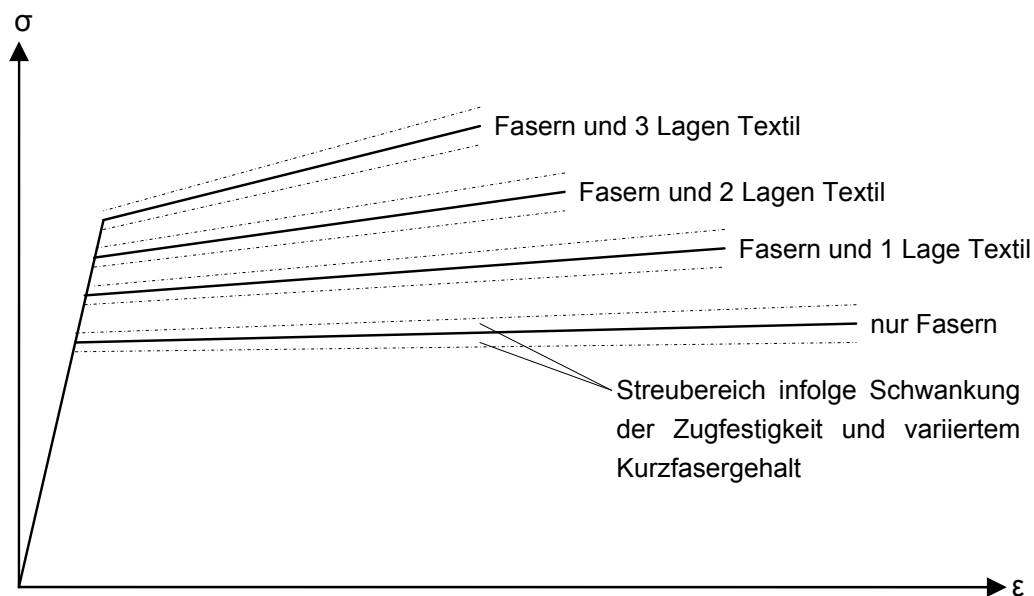 σ
Fasern und 3 Lagen Textil
Fasern und 2 Lagen Textil
Fasern und 1 Lage Textil
nur Fasern
Streubereich infolge Schwankung
der Zugfestigkeit und variiertem
Kurzfasergehalt
ε